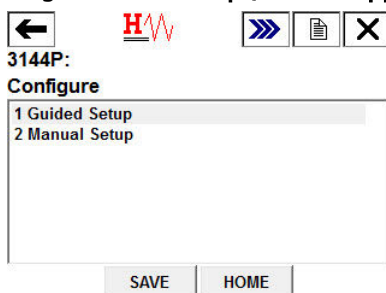 H
3144P:
Configure
1 Guided Setup
2 Manual Setup
SAVE HOME